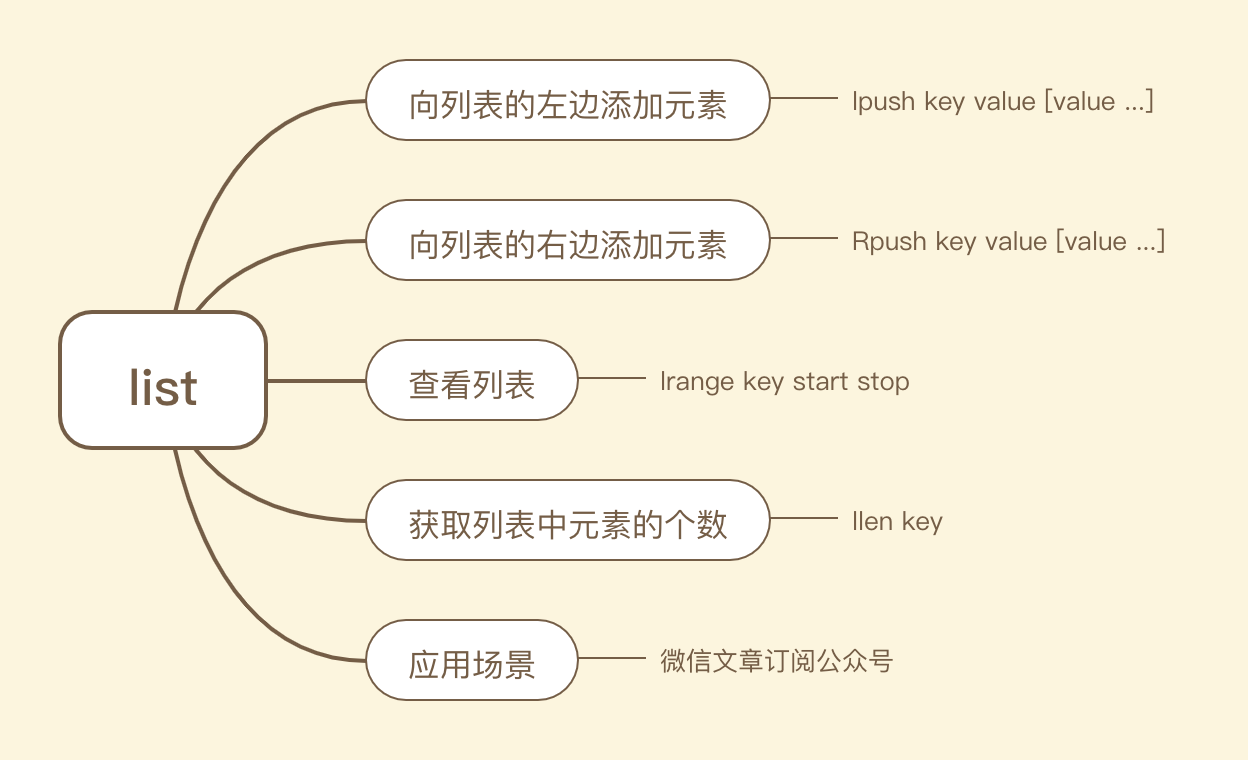 list
向列表的左边添加元素
lpush key value [value ...]
向列表的右边添加元素
Rpush key value [value ...]
查看列表
lrange key start stop
获取列表中元素的个数
llen key
应用场景
微信文章订阅公众号